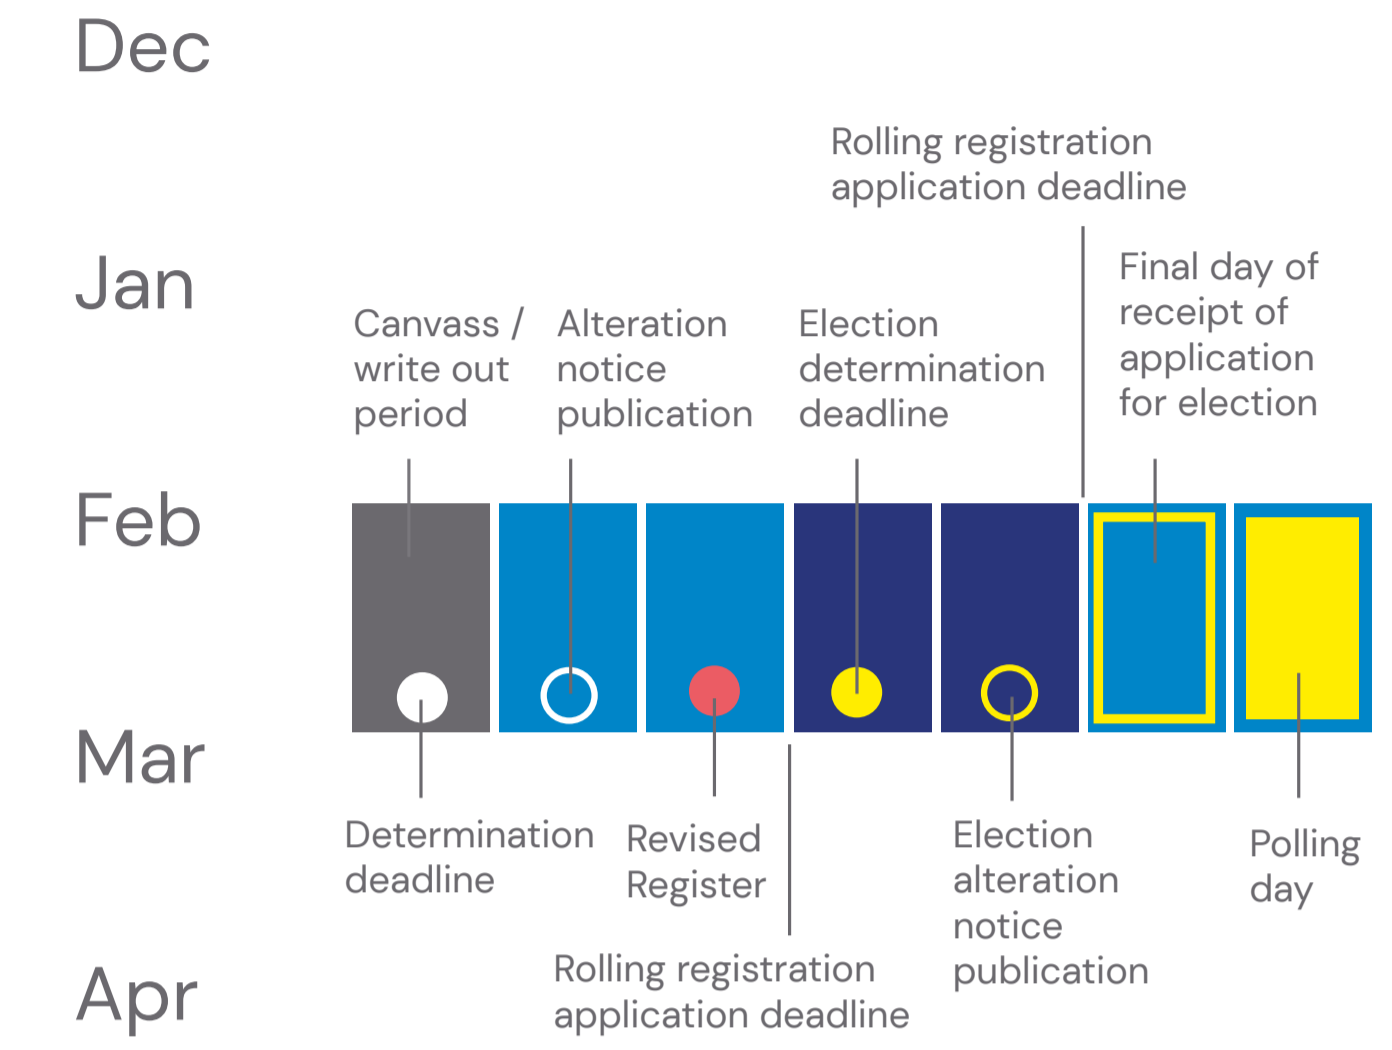 Dec
Jan
Feb
Mar
Apr
Rolling registration
application deadline
Canvass /
write out
period
Alteration
notice
publication
Election
determination
deadline
Final day of
receipt of
application
for election
Determination
deadline
Revised
Register
Rolling registration
application deadline
Election
alteration
notice
publication
Polling
day